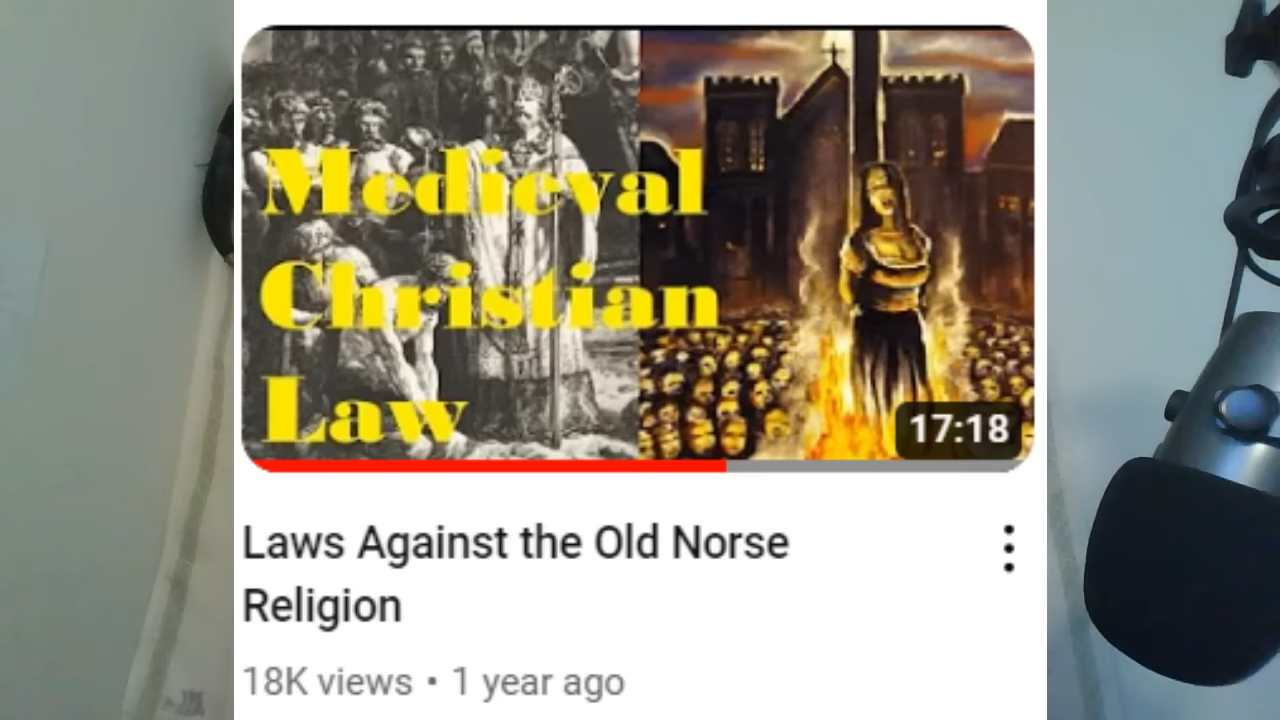 Medieval
Christian
Law
17:18
Laws Against the Old Norse
Religion
18K views • 1 year ago